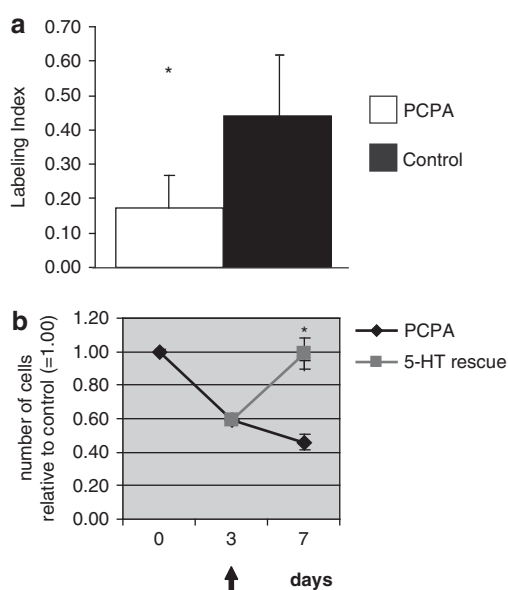 a
Labeling Index
0.70
0.60
0.50
0.40
0.30
0.20
0.10
0.00
*
PCPA
Control
b
number of cells
relative to control (=1.00)
1.20
1.00
0.80
0.60
0.40
0.20
0.00
*
PCPA
5-HT rescue
0 3 7
days